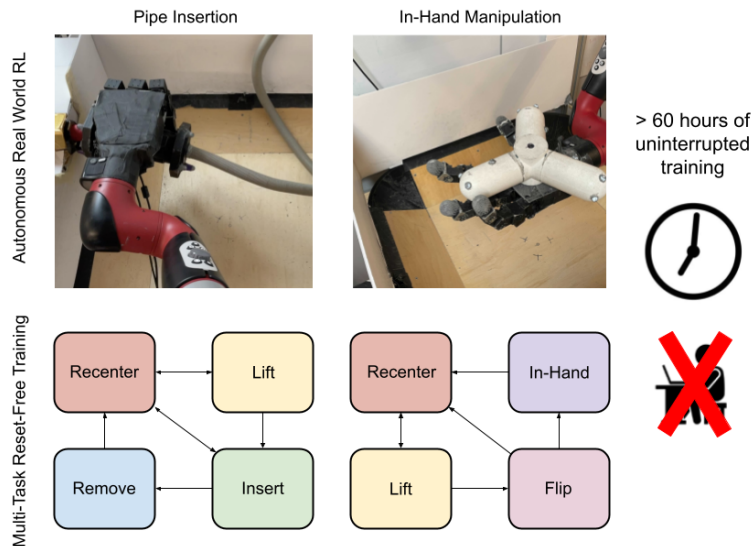 Pipe Insertion
In-Hand Manipulation
Autonomous Real World RL
> 60 hours of
uninterrupted
training
Multi-Task Reset-Free Training
Recenter
Lift
Remove
Insert
Recenter
In-Hand
Lift
Flip